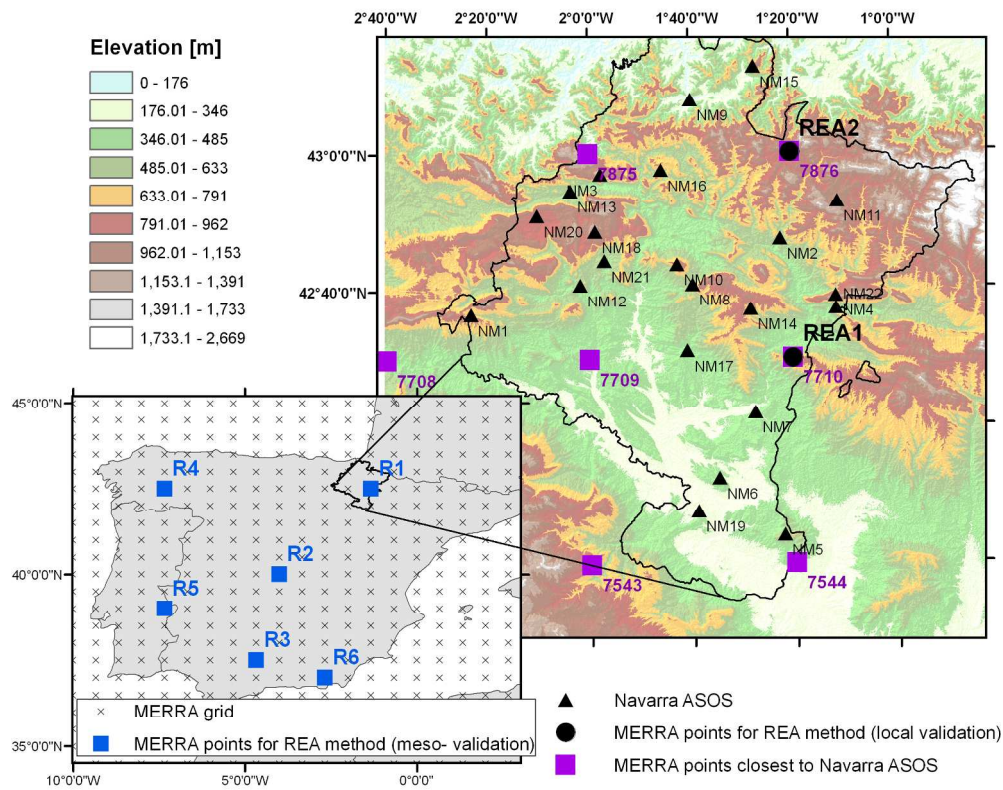 2°40'0"W
2°20'0"W
2°00'0"W
1°40'0"W
1°20'0"W
1°0'0"W
Elevation [m]
0 - 176
176.01 - 346
346.01 - 485
485.01 - 633
633.01 - 791
791.01 - 962
962.01 - 1,153
1,153.1 - 1,391
1,391.1 - 1,733
1,733.1 - 2,669
43°0'0"N
42°40'0"N
NM15
NM9
REA2
7875
7876
NM3
NM16
NM13
NM11
NM20
NM18
NM2
NM21
NM10
NM12
NM8
NM22
NM4
NM1
NM14
REA1
NM17
7708
7709
7710
NM7
NM6
NM19
NM5
7543
7544
45°0'0"N
40°0'0"N
35°0'0"N
R4
R1
R2
R5
R3
R6
MERRA grid
MERRA points for REA method (meso- validation)
10°0'0"W
5°0'0"W
0°0'0"
Navarra ASOS
MERRA points for REA method (local validation)
MERRA points closest to Navarra ASOS